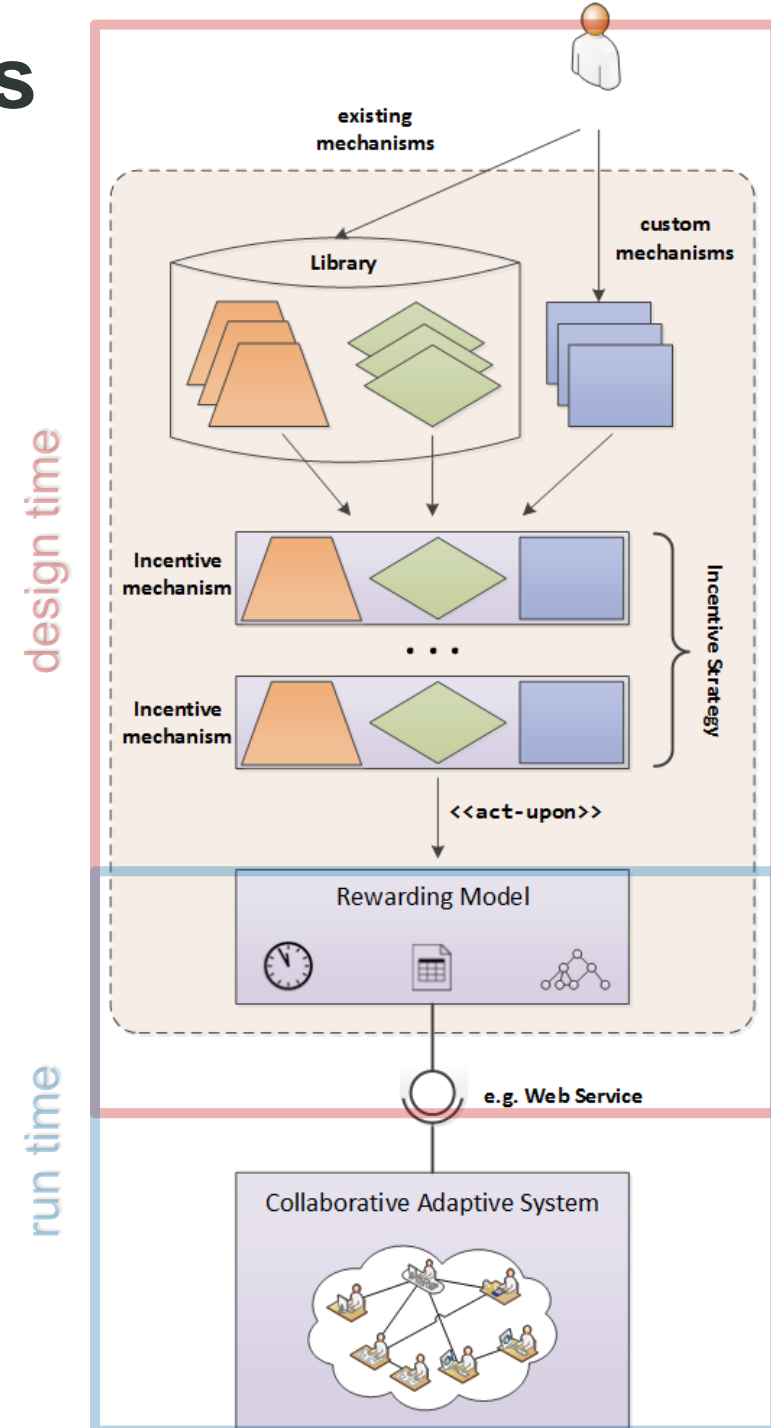 s
existing
mechanisms
custom
mechanisms
Library
design time
Incentive
mechanism
. . .
Incentive Strategy
Incentive
mechanism
<<act-upon>>
Rewarding Model
e.g. Web Service
run time
Collaborative Adaptive System